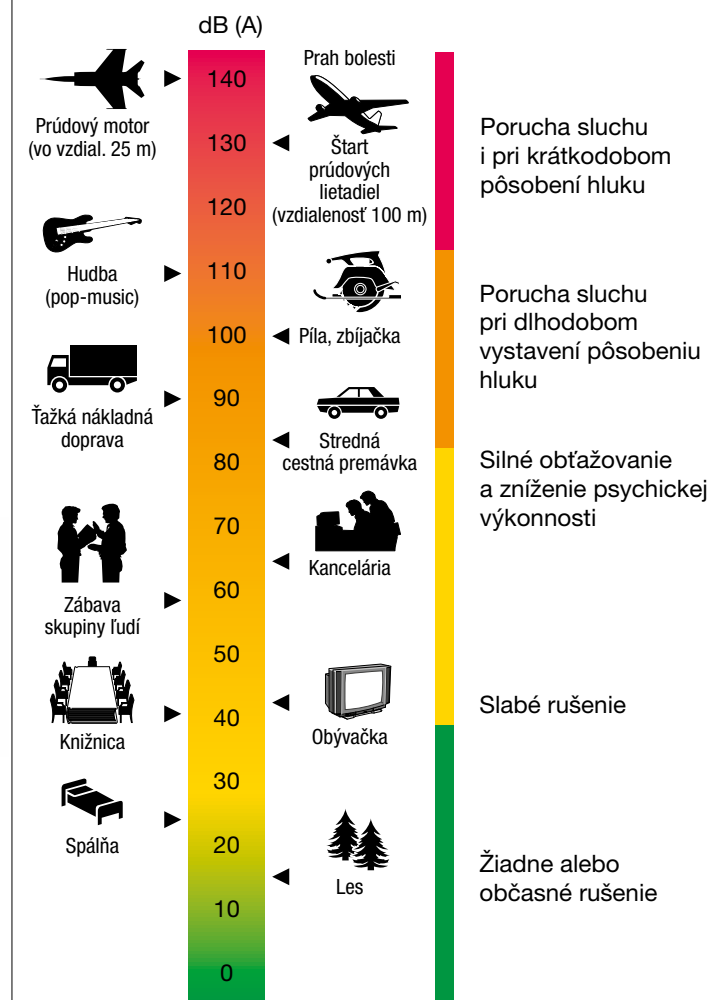 dB (A)
140
130
120
110
100
90
80
70
60
50
40
30
20
10
0
Prúdový motor
(vo vzdial. 25 m)
Hudba
(pop-music)
Ťažká nákladná
doprava
Zábava
skupiny ľudí
Knižnica
Spálňa
Prah bolesti
Štart
prúdových
lietadiel
(vzdialenosť 100 m)
Píla, zbíjačka
Stredná
cestná premávka
Kancelária
Obývačka
Les
Porucha sluchu
i pri krátkodobom
pôsobení hluku
Porucha sluchu
pri dlhodobom
vystavení pôsobeniu
hluku
Silné obťažovanie
a zníženie psychickej
výkonnosti
Slabé rušenie
Žiadne alebo
občasné rušenie